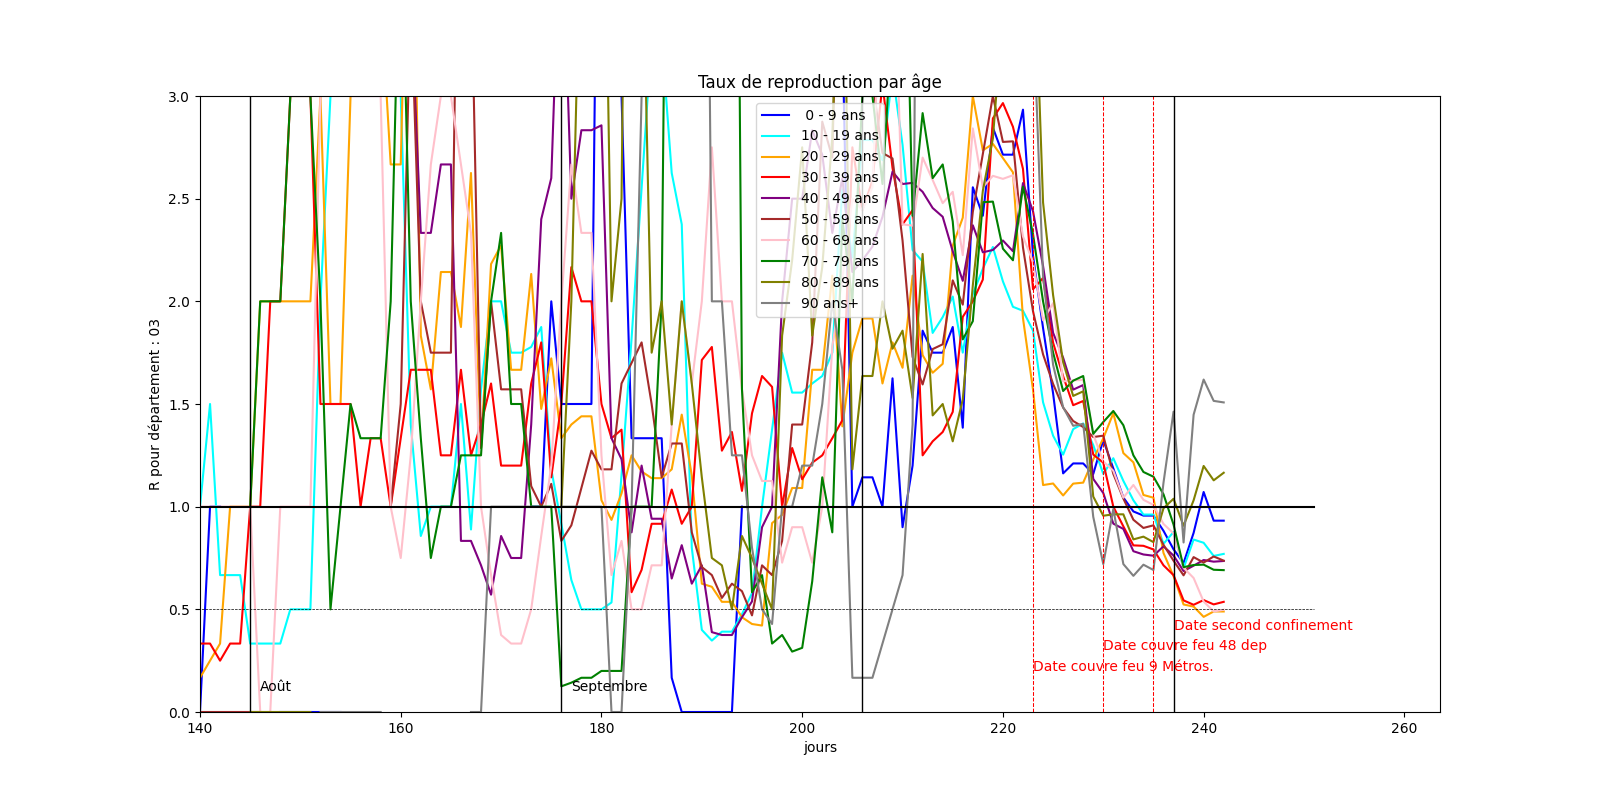 Taux de reproduction par âge
R pour département : 03
3.0
2.5
2.0
1.5
1.0
0.5
0.0
0 - 9 ans
10 - 19 ans
20 - 29 ans
30 - 39 ans
40 - 49 ans
50 - 59 ans
60 - 69 ans
70 - 79 ans
80 - 89 ans
90 ans+
Date second confinement
Date couvre feu 48 dep
Date couvre feu 9 Métros.
Août
Septembre
140 160 180 200 220 240 260
jours